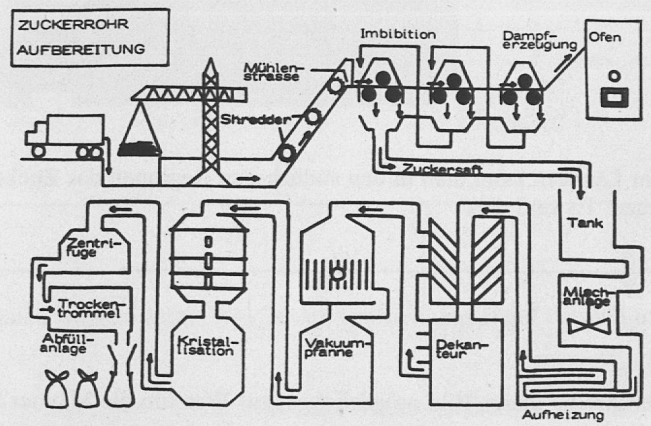 ZUCKERROHR
AUFBEREITUNG
Imbibition
Dampf-
erzeugung
Ofen
Mühlen-
strasse
Shredder
Zuckersaft
Tank
Zentri-
fuge
Misch-
anlage
Trocken-
trommel
Abfüll-
anlage
Kristal-
lisation
Vakuum-
pfanne
Dekan-
teur
Aufheizung